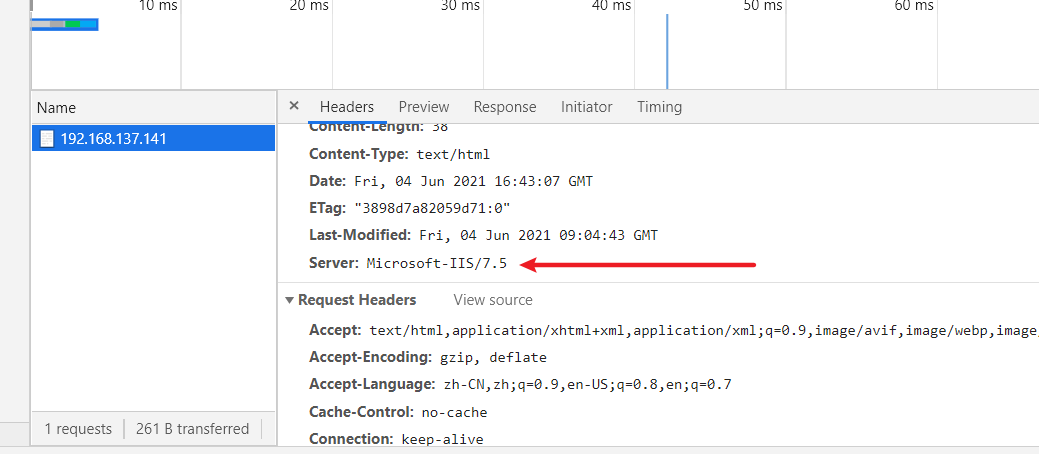 10 ms 20 ms 30 ms 40 ms 50 ms 60 ms
Name
192.168.137.141
1 requests 261 B transferred
× Headers Preview Response Initiator Timing
Content-Length: 38
Content-Type: text/html
Date: Fri, 04 Jun 2021 16:43:07 GMT
ETag: "3898d7a82059d71:0"
Last-Modified: Fri, 04 Jun 2021 09:04:43 GMT
Server: Microsoft-IIS/7.5
Request Headers View source
Accept: text/html,application/xhtml+xml,application/xml;q=0.9,image/avif,image/webp,image,
Accept-Encoding: gzip, deflate
Accept-Language: zh-CN,zh;q=0.9,en-US;q=0.8,en;q=0.7
Cache-Control: no-cache
Connection: keep-alive